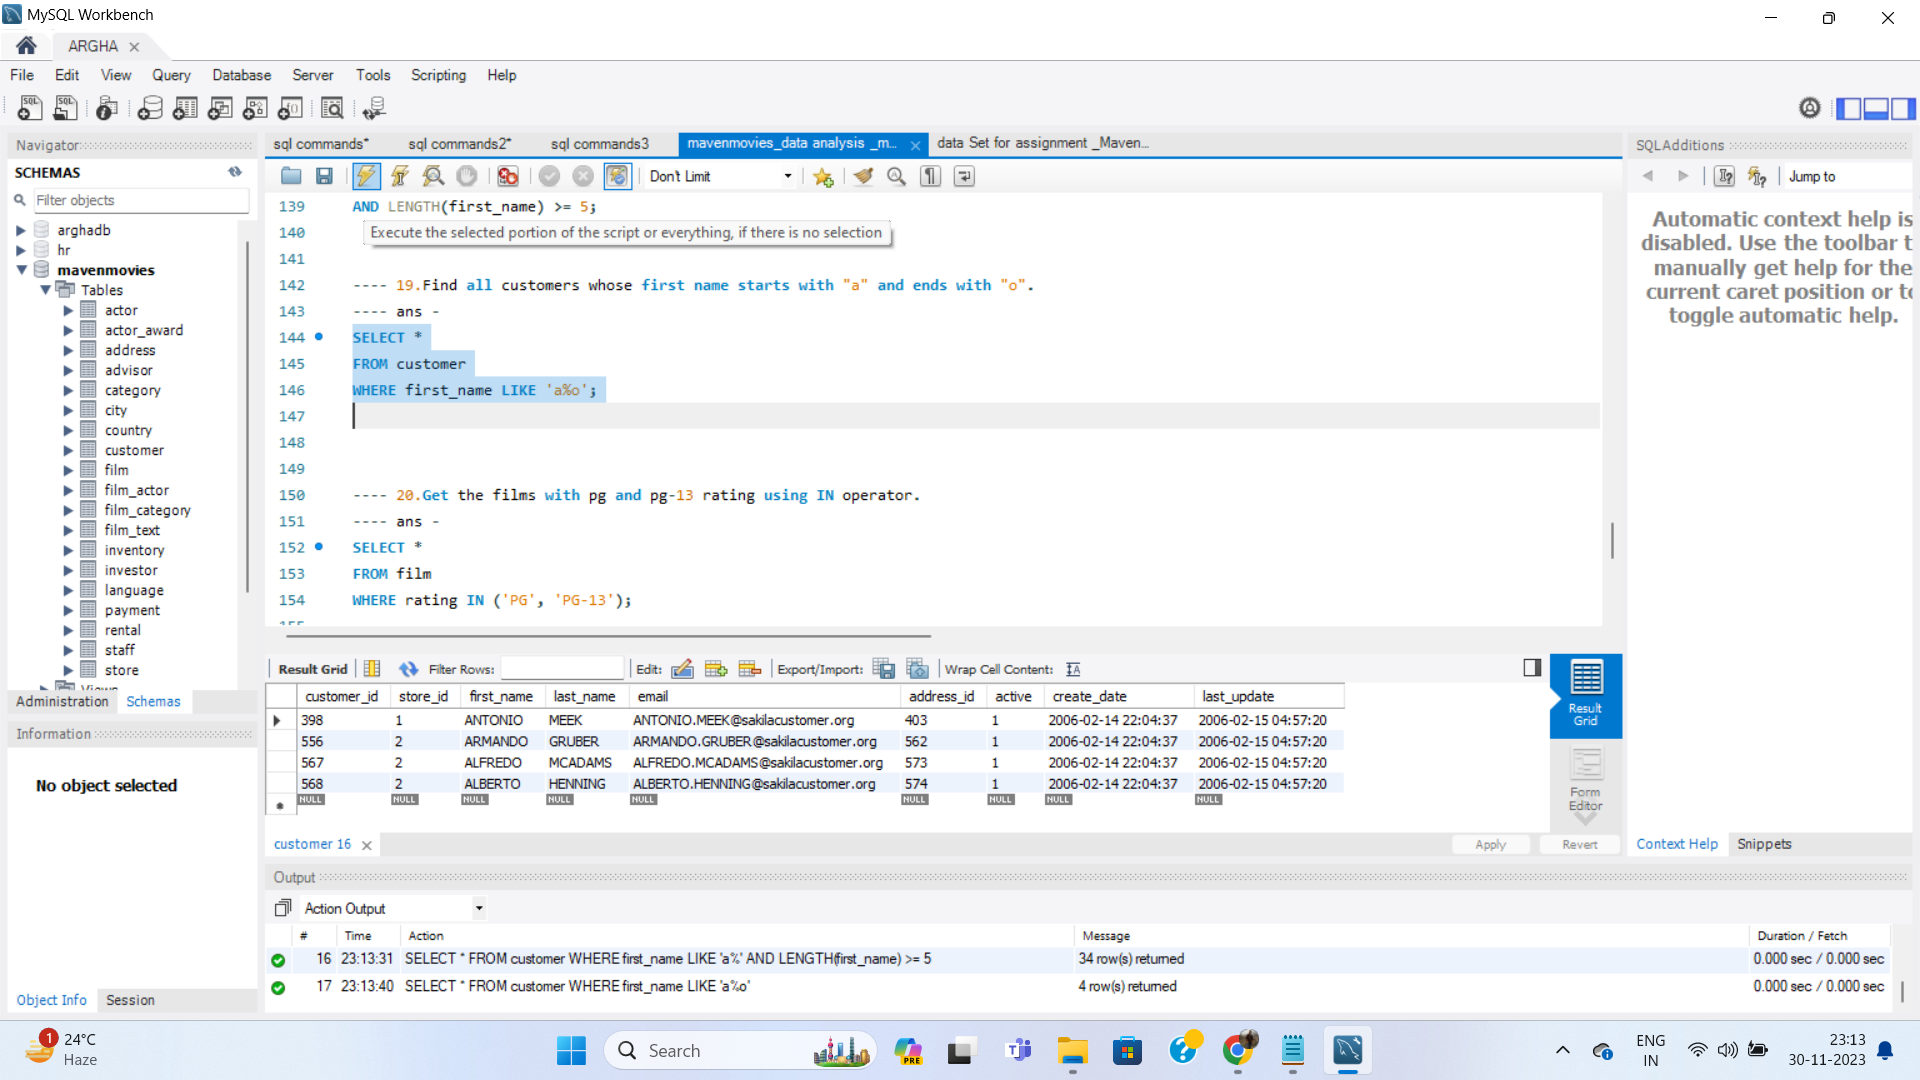 MySQL Workbench
ARGHA
File Edit View Query Database Server Tools Scripting Help
Navigator
SCHEMAS
Filter objects
arghadb
hr
mavenmovies
Tables
actor
actor_award
address
advisor
category
city
country
customer
film
film_actor
film_category
film_text
inventory
investor
language
payment
rental
staff
store
Views
Administration Schemas
Information
No object selected
Object Info Session
sql commands* sql commands2* sql commands3 mavenmovies_data analysis _m... data Set for assignment _Maven...
Don't Limit
139 AND LENGTH(first_name) >= 5;
140
Execute the selected portion of the script or everything, if there is no selection
141
142 ---- 19.Find all customers whose first name starts with "a" and ends with "o".
143 ---- ans -
144 SELECT *
145 FROM customer
146 WHERE first_name LIKE 'a%o';
147
148
149
150 ---- 20.Get the films with pg and pg-13 rating using IN operator.
151 ---- ans -
152 SELECT *
153 FROM film
154 WHERE rating IN ('PG', 'PG-13');
155
Result Grid Filter Rows: Edit: Export/Import: Wrap Cell Content:
customer_id store_id first_name last_name email address_id active create_date last_update
398 1 ANTONIO MEEK ANTONIO.MEEK@sakilacustomer.org 403 1 2006-02-14 22:04:37 2006-02-15 04:57:20
556 2 ARMANDO GRUBER ARMANDO.GRUBER@sakilacustomer.org 562 1 2006-02-14 22:04:37 2006-02-15 04:57:20
567 2 ALFREDO MCADAMS ALFREDO.MCADAMS@sakilacustomer.org 573 1 2006-02-14 22:04:37 2006-02-15 04:57:20
568 2 ALBERTO HENNING ALBERTO.HENNING@sakilacustomer.org 574 1 2006-02-14 22:04:37 2006-02-15 04:57:20
NULL NULL NULL NULL NULL NULL NULL NULL NULL
Result
Grid
Form
Editor
customer 16 Apply Revert
SQLAdditions
Jump to
Automatic context help is
disabled. Use the toolbar t
manually get help for the
current caret position or to
toggle automatic help.
Context Help Snippets
Output
Action Output
# Time Action Message Duration / Fetch
16 23:13:31 SELECT * FROM customer WHERE first_name LIKE 'a%' AND LENGTH(first_name) >= 5 34 row(s) returned 0.000 sec / 0.000 sec
17 23:13:40 SELECT * FROM customer WHERE first_name LIKE 'a%o' 4 row(s) returned 0.000 sec / 0.000 sec
1
24°C
Haze
Search
PRE
ENG
IN
23:13
30-11-2023